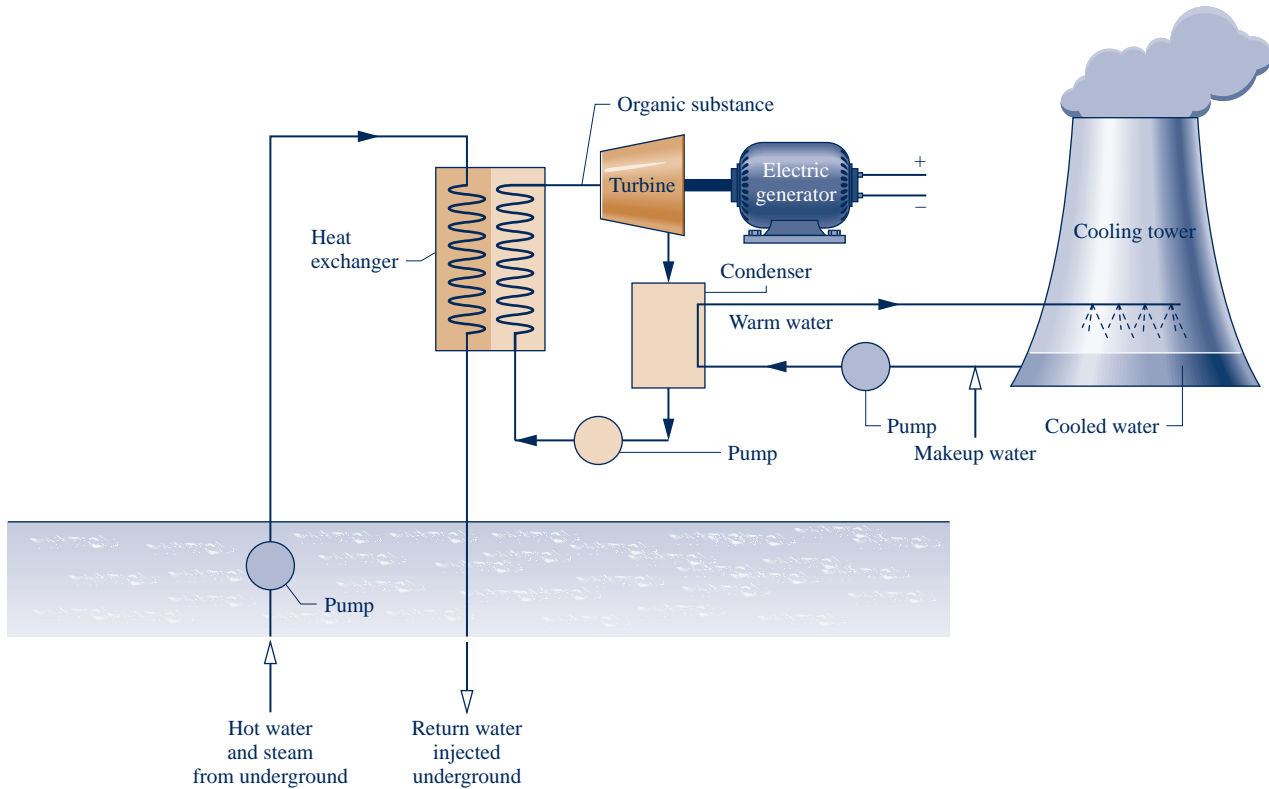 Organic substance
Turbine
Electric
generator
+
−
Heat
exchanger
Condenser
Cooling tower
Warm water
Pump
Cooled water
Makeup water
Pump
Pump
Hot water
and steam
from underground
Return water
injected
underground